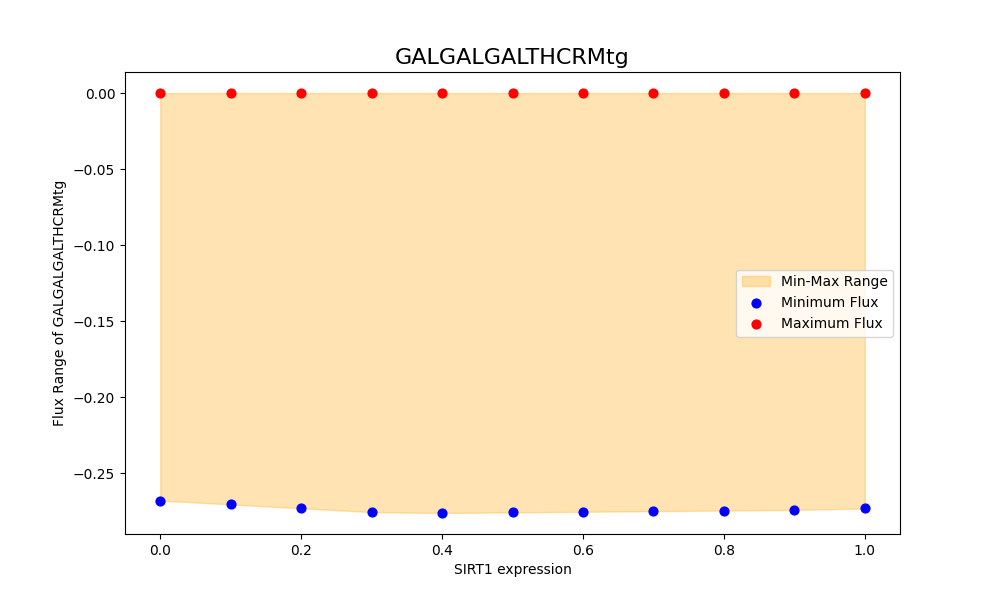 GALGALGALTHCRMtg
Flux Range of GALGALGALTHCRMtg
0.00
−0.05
−0.10
−0.15
−0.20
−0.25
Min-Max Range
Minimum Flux
Maximum Flux
0.0 0.2 0.4 0.6 0.8 1.0
SIRT1 expression